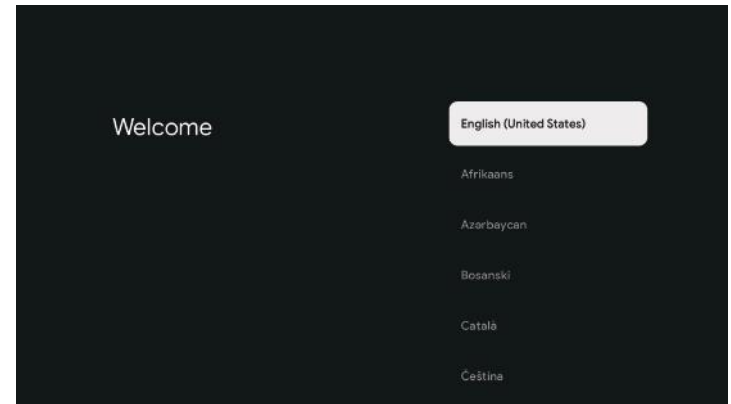 Welcome
English (United States)
Afrikaans
Azərbaycan
Bosanski
Català
Čeština